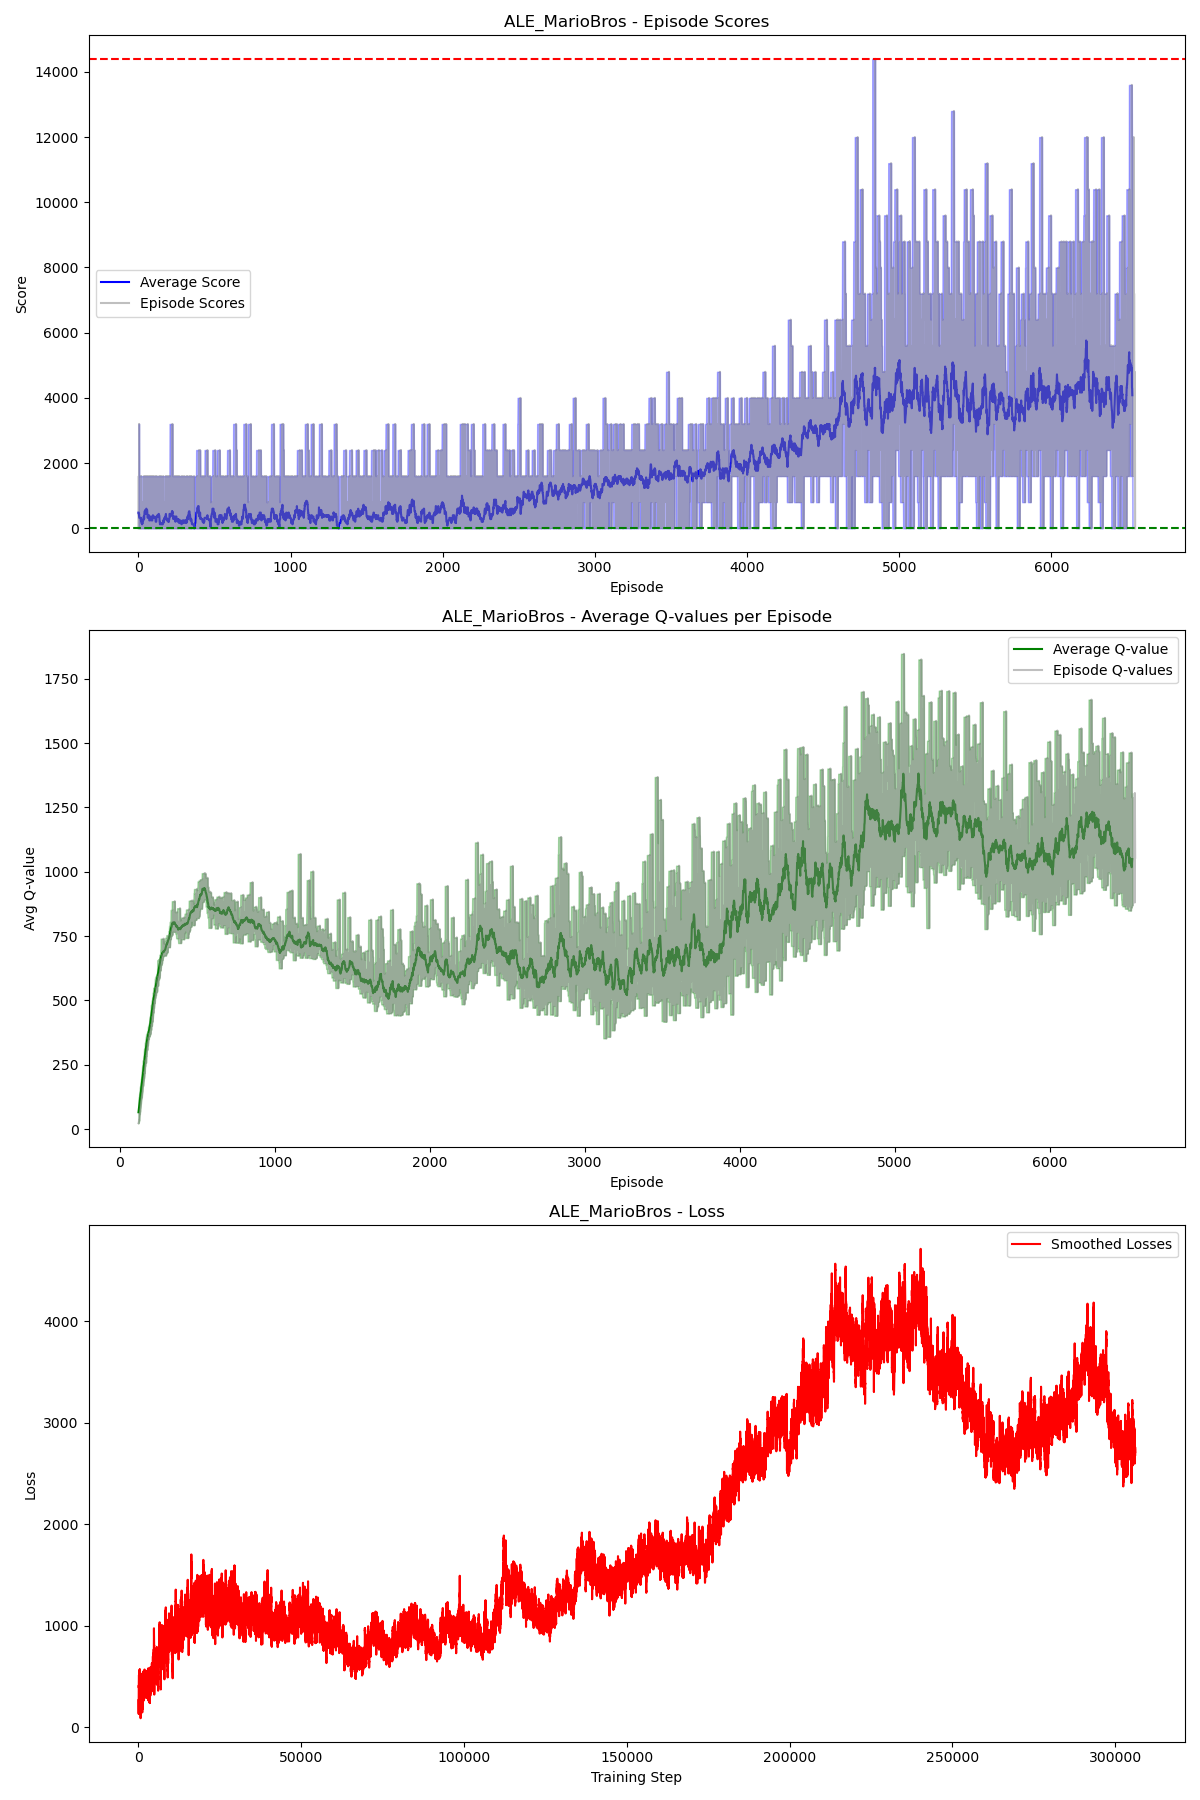 ALE_MarioBros - Episode Scores
14000
12000
10000
8000
6000
4000
2000
0
Score
Average Score
Episode Scores
0 1000 2000 3000 4000 5000 6000
Episode
ALE_MarioBros - Average Q-values per Episode
1750
1500
1250
1000
750
500
250
0
Avg Q-value
Average Q-value
Episode Q-values
0 1000 2000 3000 4000 5000 6000
Episode
ALE_MarioBros - Loss
4000
3000
2000
1000
0
Loss
Smoothed Losses
0 50000 100000 150000 200000 250000 300000
Training Step